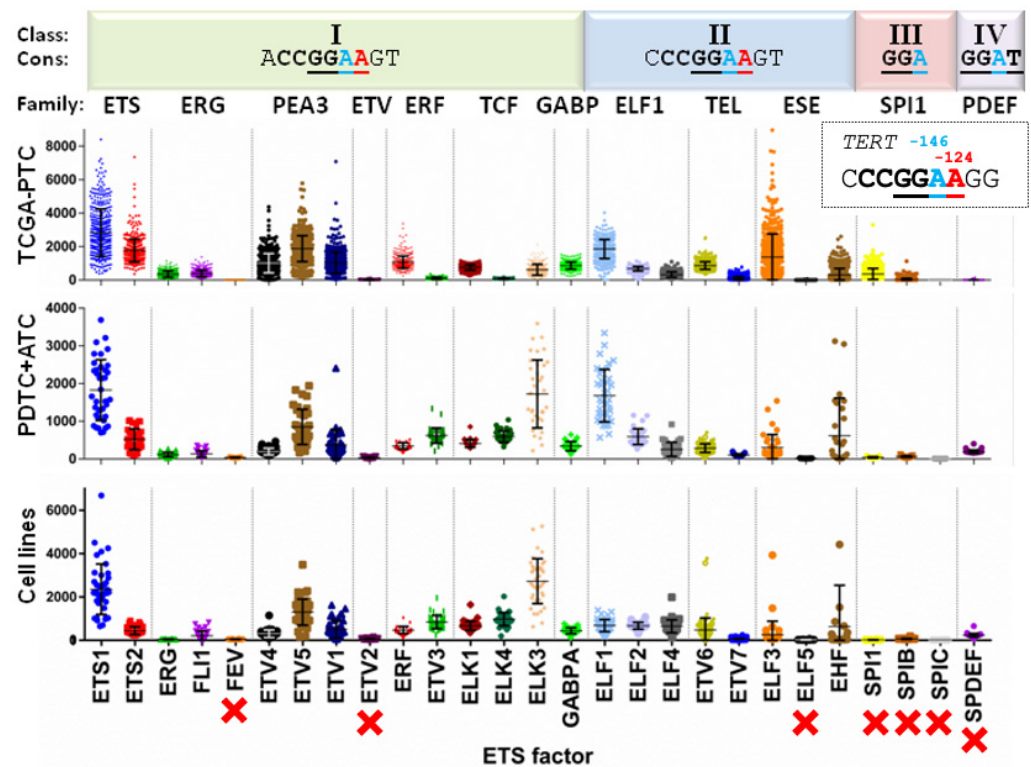 Class: I II III IV
Cons: ACCGGAAGT CCCGGAAGT GGA GGAT
Family: ETS ERG PEA3 ETV ERF TCF GABP ELF1 TEL ESE SPI1 PDEF
TERT -146
-124
CCCGGAAGG
TCGA-PTC
8000
6000
4000
2000
0
PDTC+ATC
4000
3000
2000
1000
0
Cell lines
6000
4000
2000
0
ETS1
ETS2
ERG
FLI1
FEV
ETV4
ETV5
ETV1
ETV2
ERF
ETV3
ELK1
ELK4
ELK3
GABPA
ELF1
ELF2
ELF4
ETV6
ETV7
ELF3
ELF5
EHF
SPI1
SPIB
SPIC
SPDEF
ETS factor